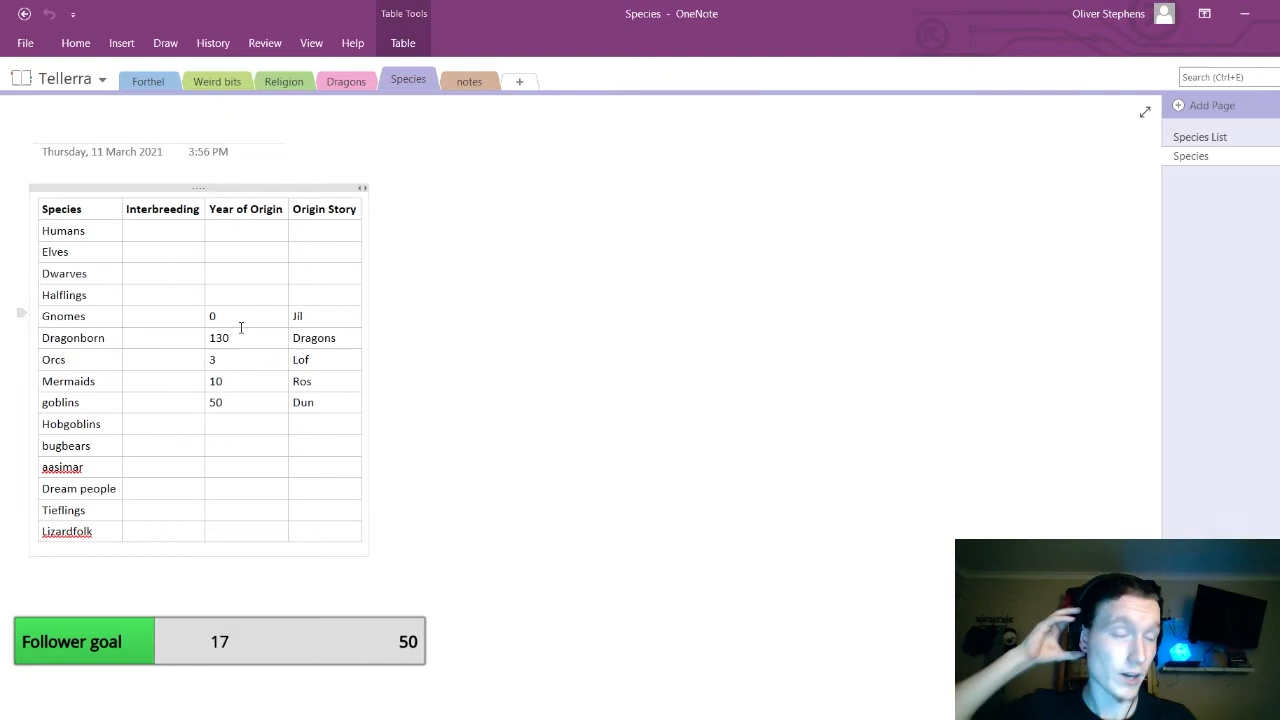 Table Tools
Species - OneNote
Oliver Stephens
File Home Insert Draw History Review View Help Table
Tellerra Forthel Weird bits Religion Dragons Species notes
Search (Ctrl+E)
Add Page
Species List
Species
Thursday, 11 March 2021 3:56 PM
Species Interbreeding Year of Origin Origin Story
Humans
Elves
Dwarves
Halflings
Gnomes 0 Jil
Dragonborn 130 Dragons
Orcs 3 Lof
Mermaids 10 Ros
goblins 50 Dun
Hobgoblins
bugbears
aasimar
Dream people
Tieflings
Lizardfolk
Follower goal 17 50